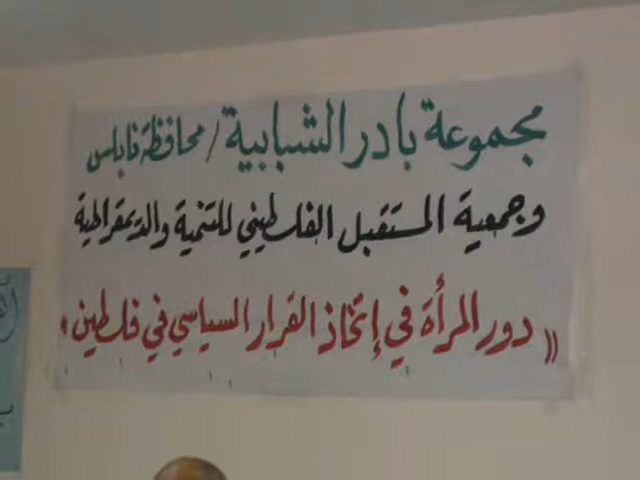 مجموعة بادر الشبابية / محافظة نابلس
وجمعية المستقبل الفلسطيني للتنمية والديمقراطية
(( دور المرأة في إتخاذ القرار السياسي في فلسطين ))